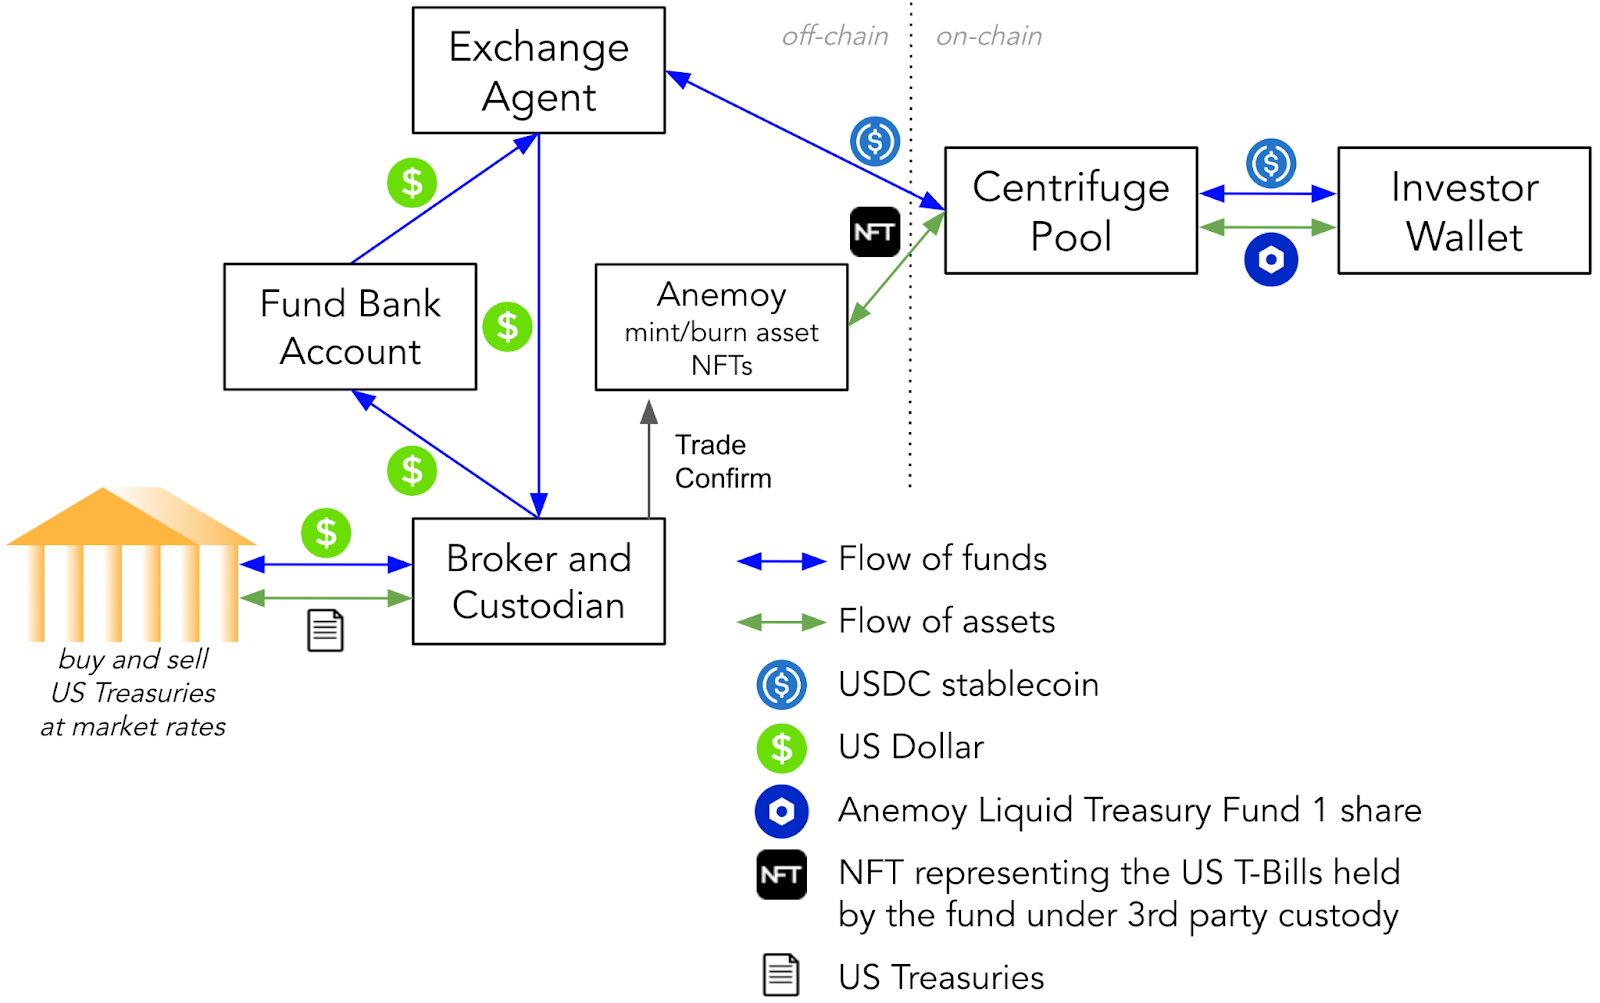 Exchange
Agent
off-chain
on-chain
$
$
$
Centrifuge
Pool
Investor
Wallet
NFT
Fund Bank
Account
$
Anemoy
mint/burn asset
NFTs
Trade
Confirm
$
$
Broker and
Custodian
buy and sell
US Treasuries
at market rates
Flow of funds
Flow of assets
$ USDC stablecoin
$ US Dollar
Anemoy Liquid Treasury Fund 1 share
NFT NFT representing the US T-Bills held
by the fund under 3rd party custody
US Treasuries